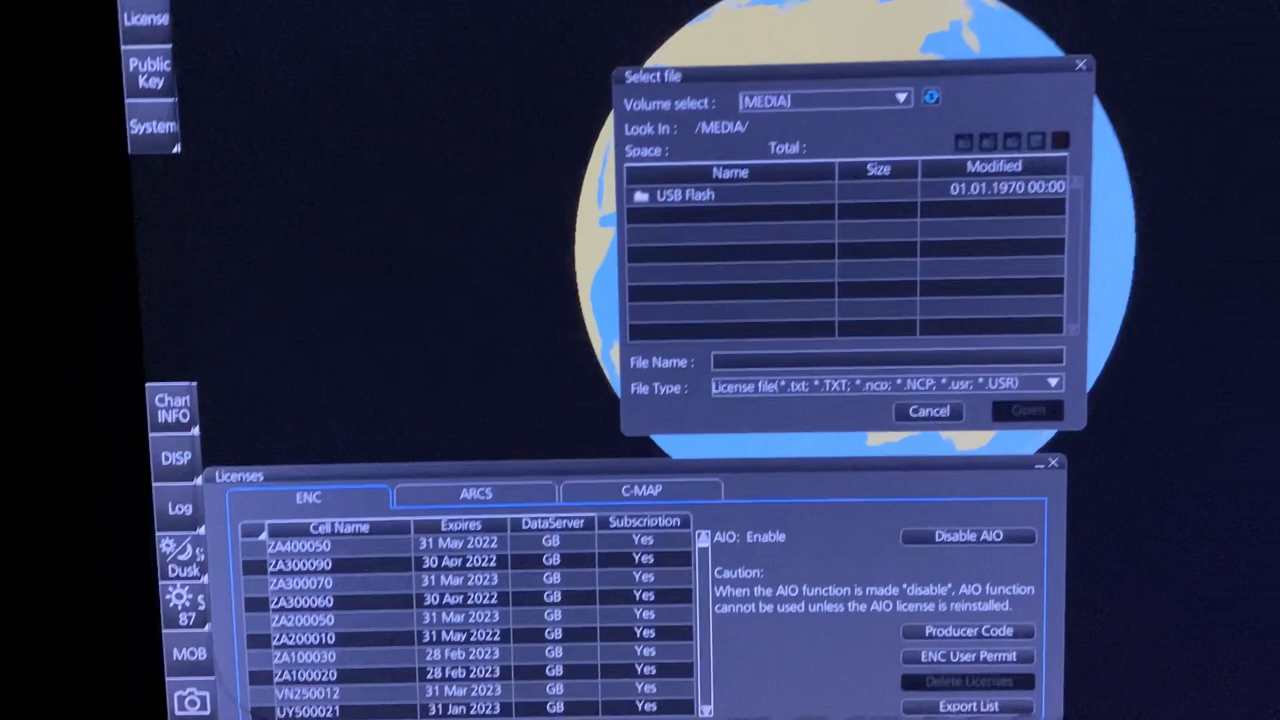 License
Public
Key
System
Select file
Volume select : [MEDIA]
Look In : /MEDIA/
Space : Total :
Name Size Modified
USB Flash 01.01.1970 00:00
File Name :
File Type : License file(*.txt; *.TXT; *.ncp; *.NCP; *.usr; *.USR)
Cancel Open
Chart
INFO
DISP
Log
Dusk
S
87
MOB
Licenses
ENC ARCS C-MAP
Cell Name Expires DataServer Subscription
ZA400050 31 May 2022 GB Yes
ZA300090 30 Apr 2022 GB Yes
ZA300070 31 Mar 2023 GB Yes
ZA300060 30 Apr 2022 GB Yes
ZA200050 31 Mar 2023 GB Yes
ZA200010 31 May 2022 GB Yes
ZA100030 28 Feb 2023 GB Yes
ZA100020 28 Feb 2023 GB Yes
VN250012 31 Mar 2023 GB Yes
UY500021 31 Jan 2023 GB Yes
AIO: Enable Disable AIO
Caution:
When the AIO function is made "disable", AIO function
cannot be used unless the AIO license is reinstalled.
Producer Code
ENC User Permit
Delete Licenses
Export List